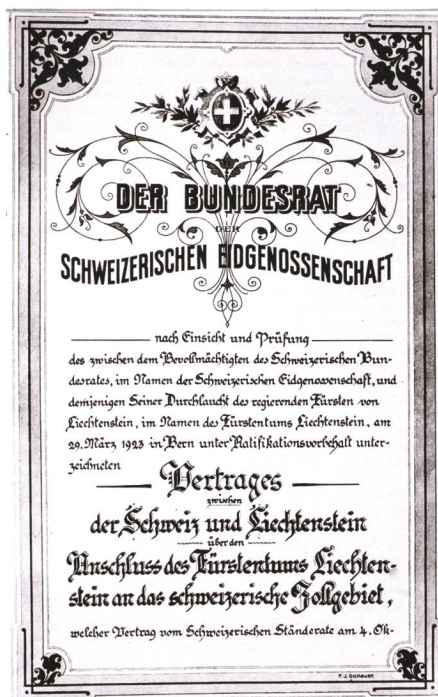 DER BUNDESRAT
DER
SCHWEIZERISCHEN EIDGENOSSENSCHAFT
nach Einsicht und Prüfung
des zwischen dem Bevollmächtigten des Schweizerischen Bun-
desrates, im Namen der Schweizerischen Eidgenossenschaft, und
demjenigen Seiner Durchlaucht des regierenden Fürsten von
Liechtenstein, im Namen des Fürstentums Liechtenstein, am
29. März 1923 in Bern unter Ratifikationsvorbehalt unter-
zeichneten
Vertrages
zwischen
der Schweiz und Liechtenstein
über den
Anschluss des Fürstentums Liechten-
stein an das schweizerische Zollgebiet,
welcher Vertrag vom Schweizerischen Ständerate am 4. Ok-
F. J. Donauer.